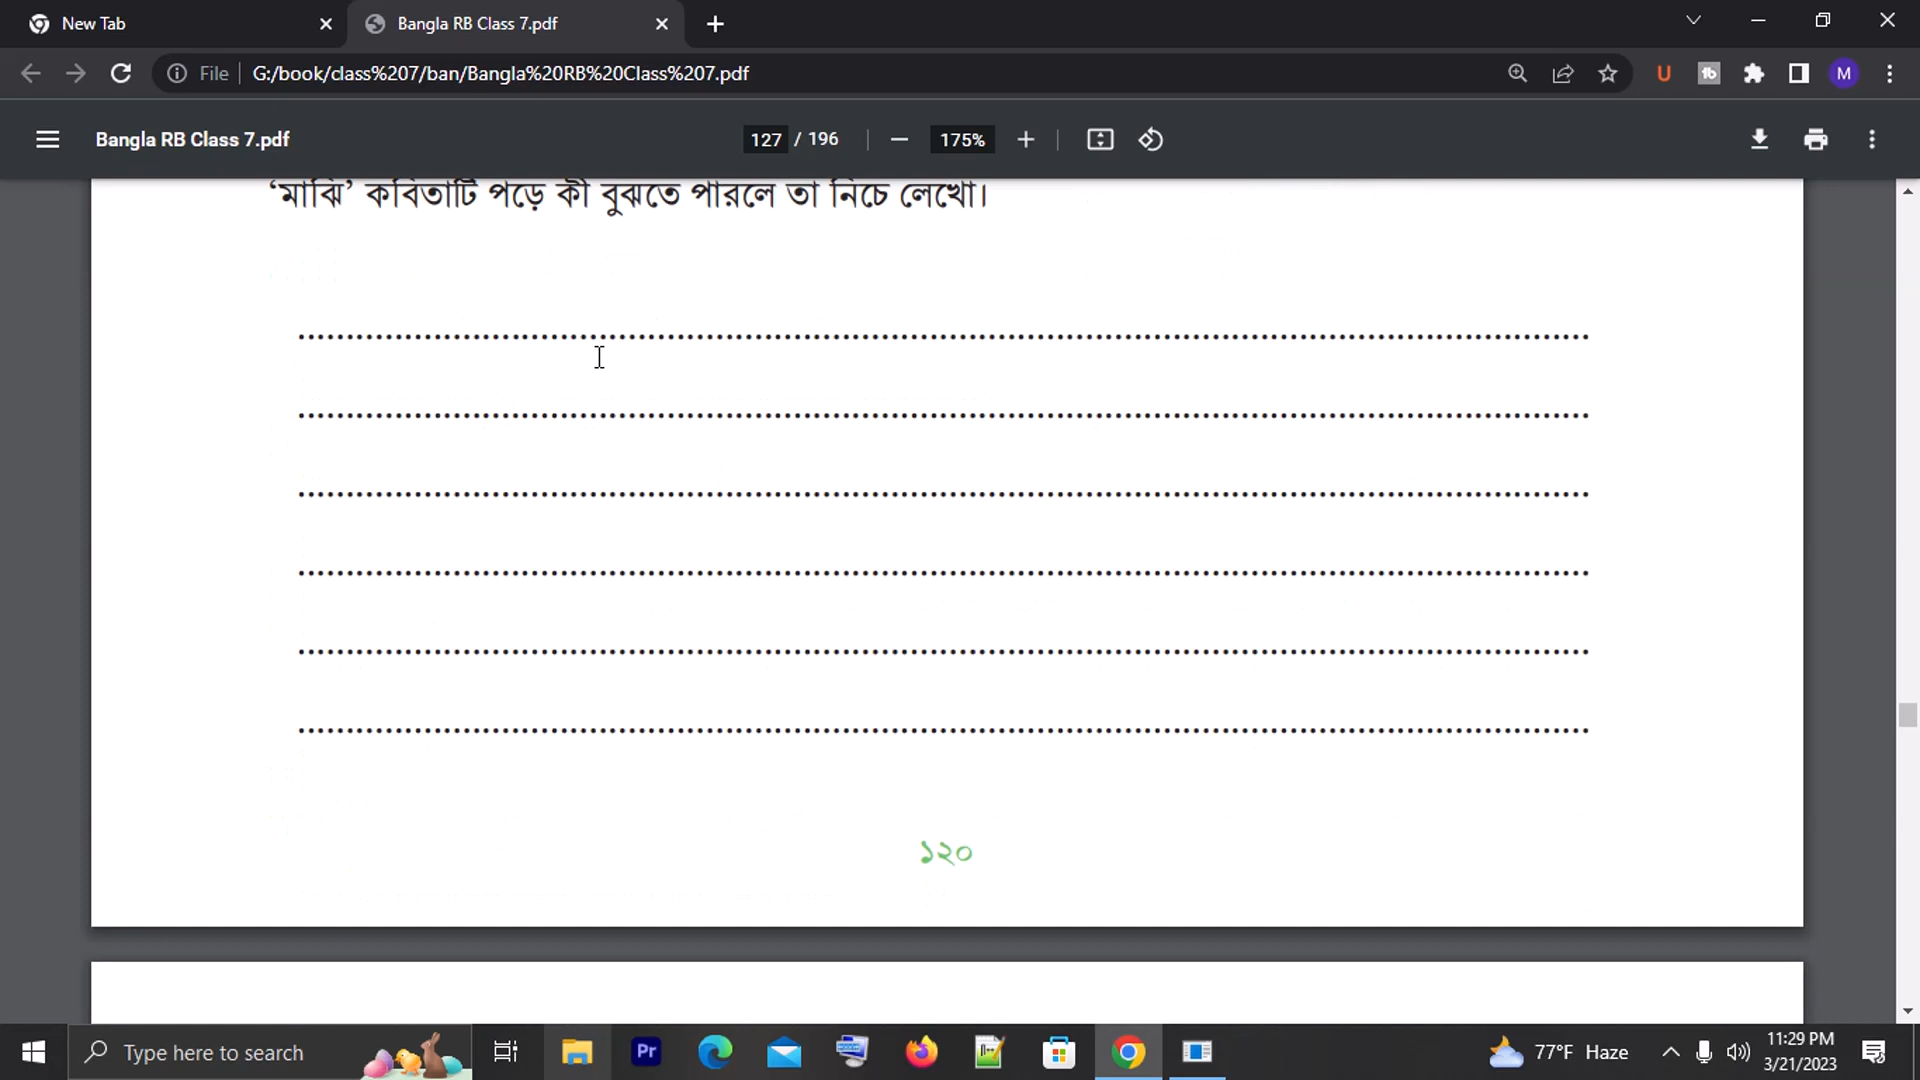 New Tab
Bangla RB Class 7.pdf
File
G:/book/class%207/ban/Bangla%20RB%20Class%207.pdf
U
tb
M
Bangla RB Class 7.pdf
127 / 196
175%
‘মাঝি’ কবিতাটি পড়ে কী বুঝতে পারলে তা নিচে লেখো।
..........
..........
..........
..........
..........
..........
১২০
Type here to search
Pr
77°F Haze
11:29 PM
3/21/2023